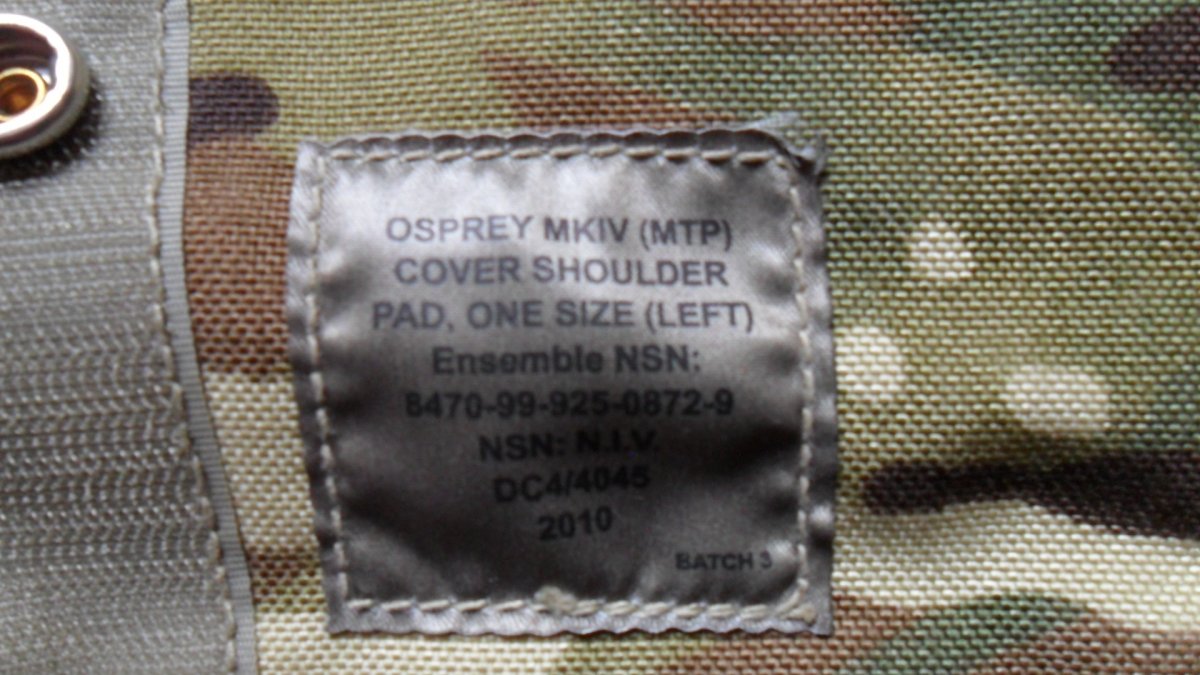 OSPREY MKIV (MTP)
COVER SHOULDER
PAD, ONE SIZE (LEFT)
Ensemble NSN:
8470-99-925-0872-9
NSN: N.I.V.
DC4/4045
2010
BATCH 3